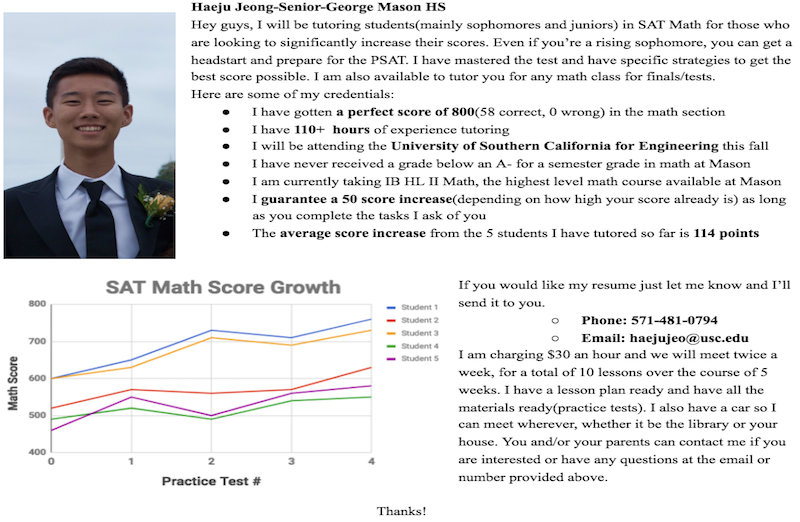 Haeju Jeong-Senior-George Mason HS
Hey guys, I will be tutoring students(mainly sophomores and juniors) in SAT Math for those who
are looking to significantly increase their scores. Even if you're a rising sophomore, you can get a
headstart and prepare for the PSAT. I have mastered the test and have specific strategies to get the
best score possible. I am also available to tutor you for any math class for finals/tests.
Here are some of my credentials:
● I have gotten a perfect score of 800(58 correct, 0 wrong) in the math section
● I have 110+ hours of experience tutoring
● I will be attending the University of Southern California for Engineering this fall
● I have never received a grade below an A- for a semester grade in math at Mason
● I am currently taking IB HL II Math, the highest level math course available at Mason
● I guarantee a 50 score increase(depending on how high your score already is) as long
as you complete the tasks I ask of you
● The average score increase from the 5 students I have tutored so far is 114 points
SAT Math Score Growth
800
700
600
500
400
Math Score
0 1 2 3 4
Practice Test #
Student 1
Student 2
Student 3
Student 4
Student 5
If you would like my resume just let me know and I'll
send it to you.
○ Phone: 571-481-0794
○ Email: haejujeo@usc.edu
I am charging $30 an hour and we will meet twice a
week, for a total of 10 lessons over the course of 5
weeks. I have a lesson plan ready and have all the
materials ready(practice tests). I also have a car so I
can meet wherever, whether it be the library or your
house. You and/or your parents can contact me if you
are interested or have any questions at the email or
number provided above.
Thanks!